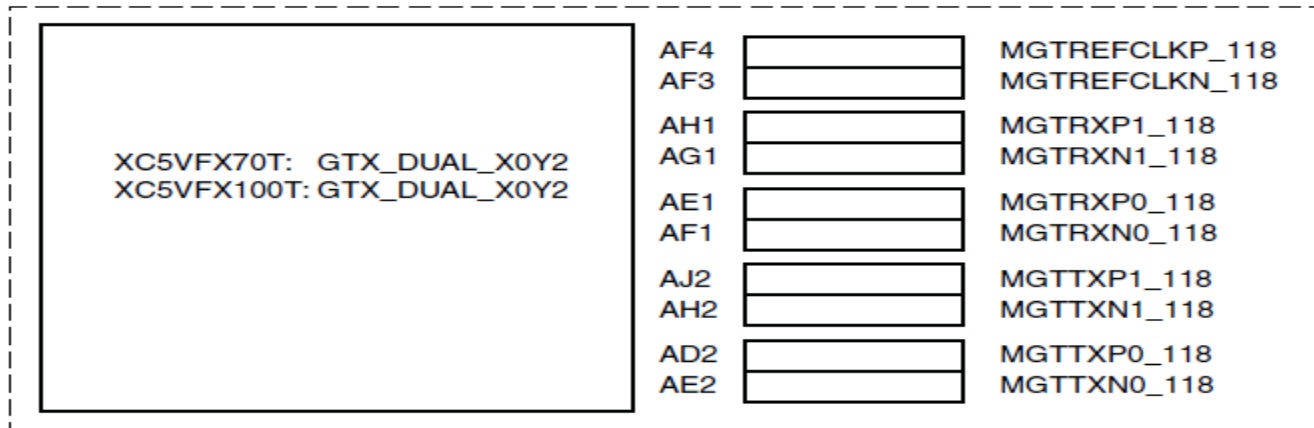 XC5VFX70T: GTX_DUAL_X0Y2
XC5VFX100T: GTX_DUAL_X0Y2
AF4 MGTREFCLKP_118
AF3 MGTREFCLKN_118
AH1 MGTRXP1_118
AG1 MGTRXN1_118
AE1 MGTRXP0_118
AF1 MGTRXN0_118
AJ2 MGTTXP1_118
AH2 MGTTXN1_118
AD2 MGTTXP0_118
AE2 MGTTXN0_118